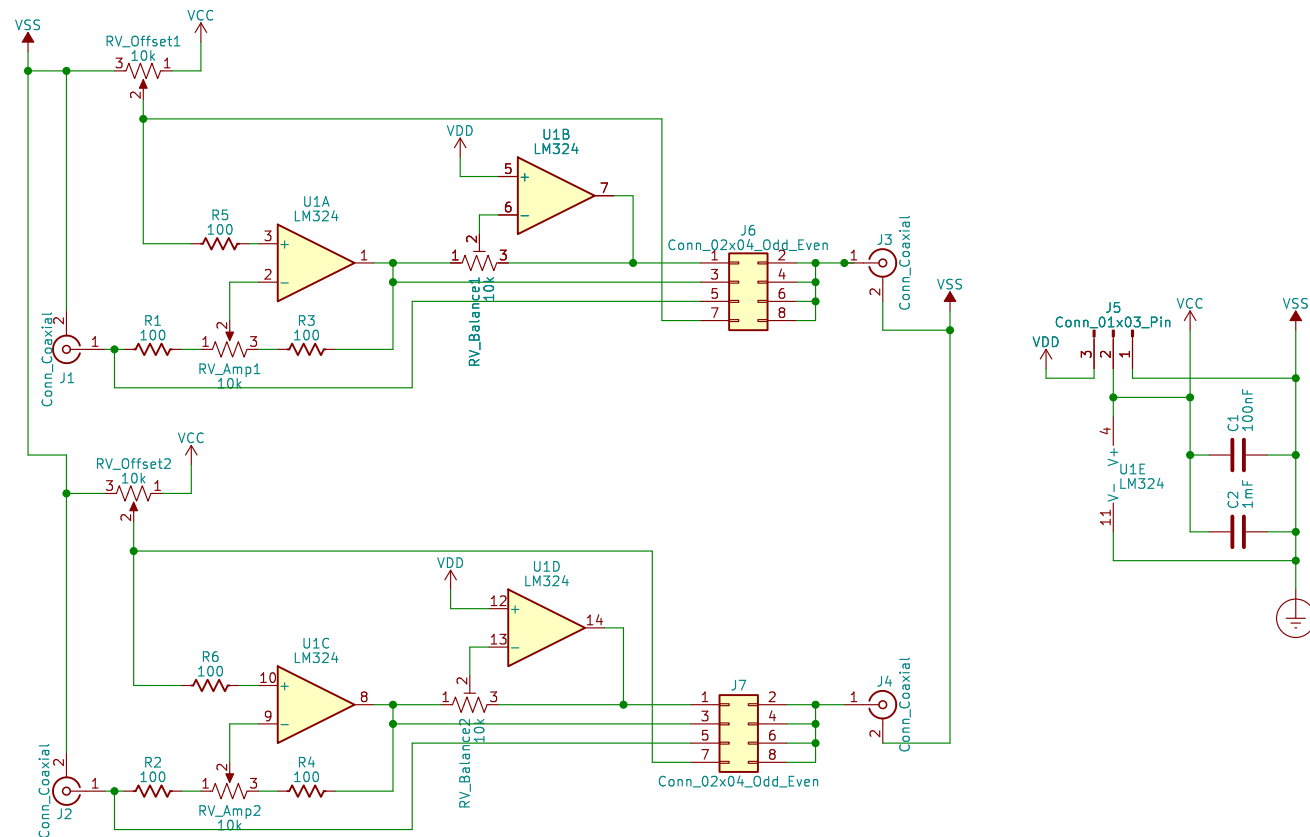 VSS
VCC
RV_Offset1
10k
3
1
2
VDD
U1B
LM324
5
+
6
−
7
R5
100
U1A
LM324
3
+
2
−
1
2
1
3
RV_Balance1
10k
J6
Conn_02x04_Odd_Even
1
2
3
4
5
6
7
8
J3
Conn_Coaxial
1
2
VSS
Conn_Coaxial
2
1
J1
R1
100
2
1
3
RV_Amp1
10k
R3
100
J5
Conn_01x03_Pin
VDD
3
2
1
VCC
VSS
4
V+
U1E
LM324
V−
11
C1
100nF
C2
1mF
VCC
RV_Offset2
10k
3
1
2
VDD
U1D
LM324
12
+
13
−
14
R6
100
U1C
LM324
10
+
9
−
8
2
1
3
RV_Balance2
10k
J7
1
2
3
4
5
6
7
8
Conn_02x04_Odd_Even
J4
Conn_Coaxial
1
2
Conn_Coaxial
2
1
J2
R2
100
2
1
3
RV_Amp2
10k
R4
100